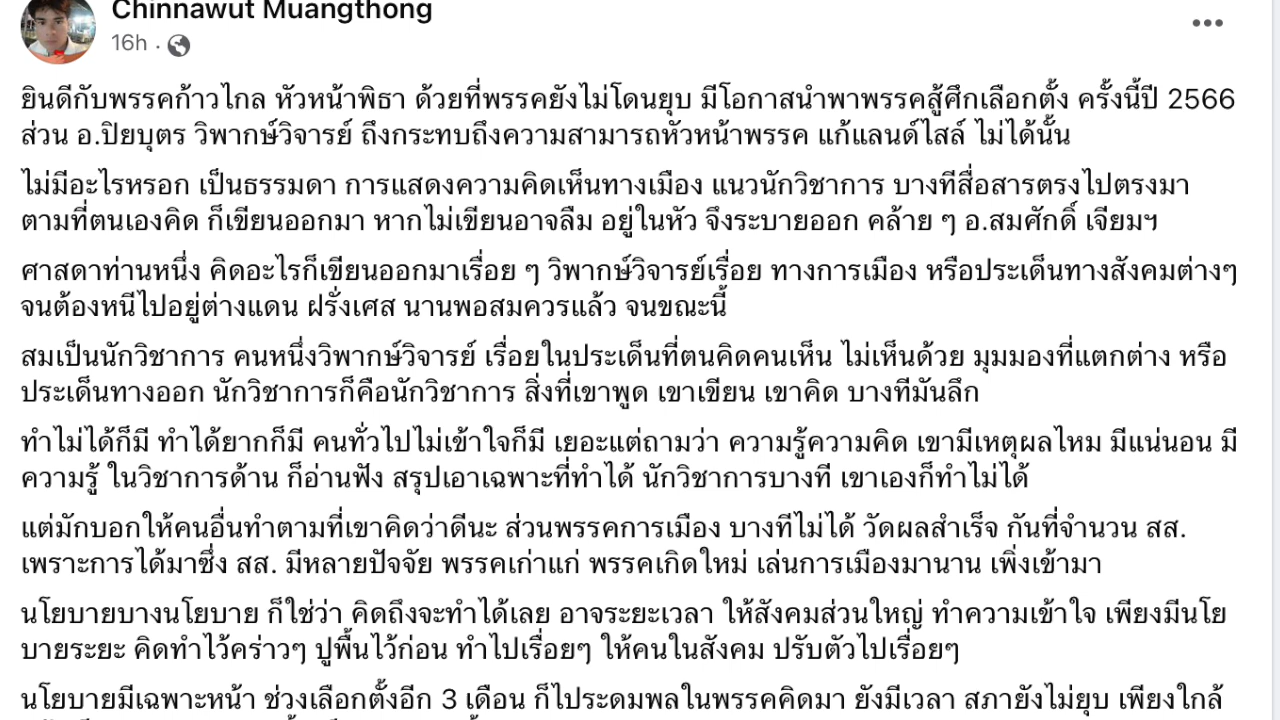 Chinnawut Muangthong
16h ·
ยินดีกับพรรคก้าวไกล หัวหน้าพิธา ด้วยที่พรรคยังไม่โดนยุบ มีโอกาสนำพาพรรคสู้ศึกเลือกตั้ง ครั้งนี้ปี 2566
ส่วน อ.ปิยบุตร วิพากษ์วิจารย์ ถึงกระทบถึงความสามารถหัวหน้าพรรค แก้แลนด์ไสล์ ไม่ได้นั้น
ไม่มีอะไรหรอก เป็นธรรมดา การแสดงความคิดเห็นทางเมือง แนวนักวิชาการ บางทีสื่อสารตรงไปตรงมา
ตามที่ตนเองคิด ก็เขียนออกมา หากไม่เขียนอาจลืม อยู่ในหัว จึงระบายออก คล้าย ๆ อ.สมศักดิ์ เจียมฯ
ศาสดาท่านหนึ่ง คิดอะไรก็เขียนออกมาเรื่อย ๆ วิพากษ์วิจารย์เรื่อย ทางการเมือง หรือประเด็นทางสังคมต่างๆ
จนต้องหนีไปอยู่ต่างแดน ฝรั่งเศส นานพอสมควรแล้ว จนขณะนี้
สมเป็นนักวิชาการ คนหนึ่งวิพากษ์วิจารย์ เรื่อยในประเด็นที่ตนคิดคนเห็น ไม่เห็นด้วย มุมมองที่แตกต่าง หรือ
ประเด็นทางออก นักวิชาการก็คือนักวิชาการ สิ่งที่เขาพูด เขาเขียน เขาคิด บางทีมันลึก
ทำไม่ได้ก็มี ทำได้ยากก็มี คนทั่วไปไม่เข้าใจก็มี เยอะแต่ถามว่า ความรู้ความคิด เขามีเหตุผลไหม มีแน่นอน มี
ความรู้ ในวิชาการด้าน ก็อ่านฟัง สรุปเอาเฉพาะที่ทำได้ นักวิชาการบางที เขาเองก็ทำไม่ได้
แต่มักบอกให้คนอื่นทำตามที่เขาคิดว่าดีนะ ส่วนพรรคการเมือง บางทีไม่ได้ วัดผลสำเร็จ กันที่จำนวน สส.
เพราะการได้มาซึ่ง สส. มีหลายปัจจัย พรรคเก่าแก่ พรรคเกิดใหม่ เล่นการเมืองมานาน เพิ่งเข้ามา
นโยบายบางนโยบาย ก็ใช่ว่า คิดถึงจะทำได้เลย อาจระยะเวลา ให้สังคมส่วนใหญ่ ทำความเข้าใจ เพียงมีนโย
บายระยะ คิดทำไว้คร่าวๆ ปูพื้นไว้ก่อน ทำไปเรื่อยๆ ให้คนในสังคม ปรับตัวไปเรื่อยๆ
นโยบายมีเฉพาะหน้า ช่วงเลือกตั้งอีก 3 เดือน ก็ไประดมพลในพรรคคิดมา ยังมีเวลา สภายังไม่ยุบ เพียงใกล้